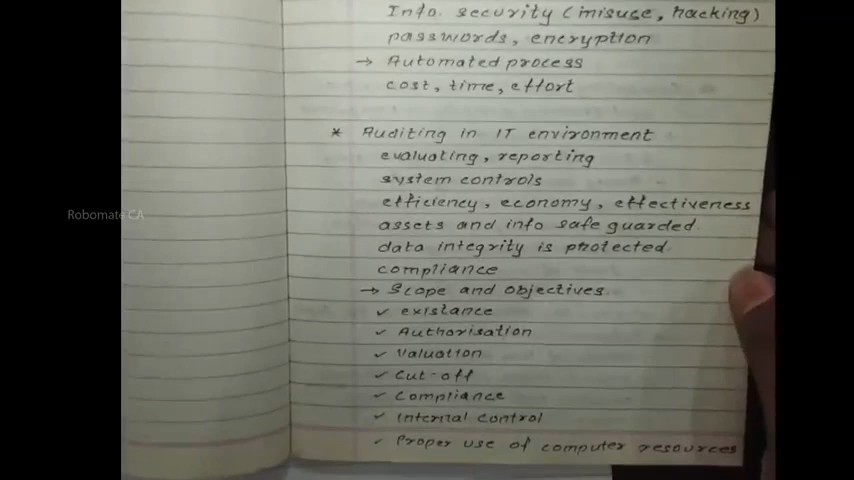 Info. security (misuse, hacking)
passwords, encryption
→ Automated process
cost, time, effort
* Auditing in IT environment
evaluating, reporting
system controls
efficiency, economy, effectiveness
assets and info safe guarded
data integrity is protected
compliance
→ Scope and objectives.
✓ existance
✓ Authorisation
✓ Valuation
✓ Cut-off
✓ Compliance
✓ Internal control
✓ Proper use of computer resources
Robomate CA